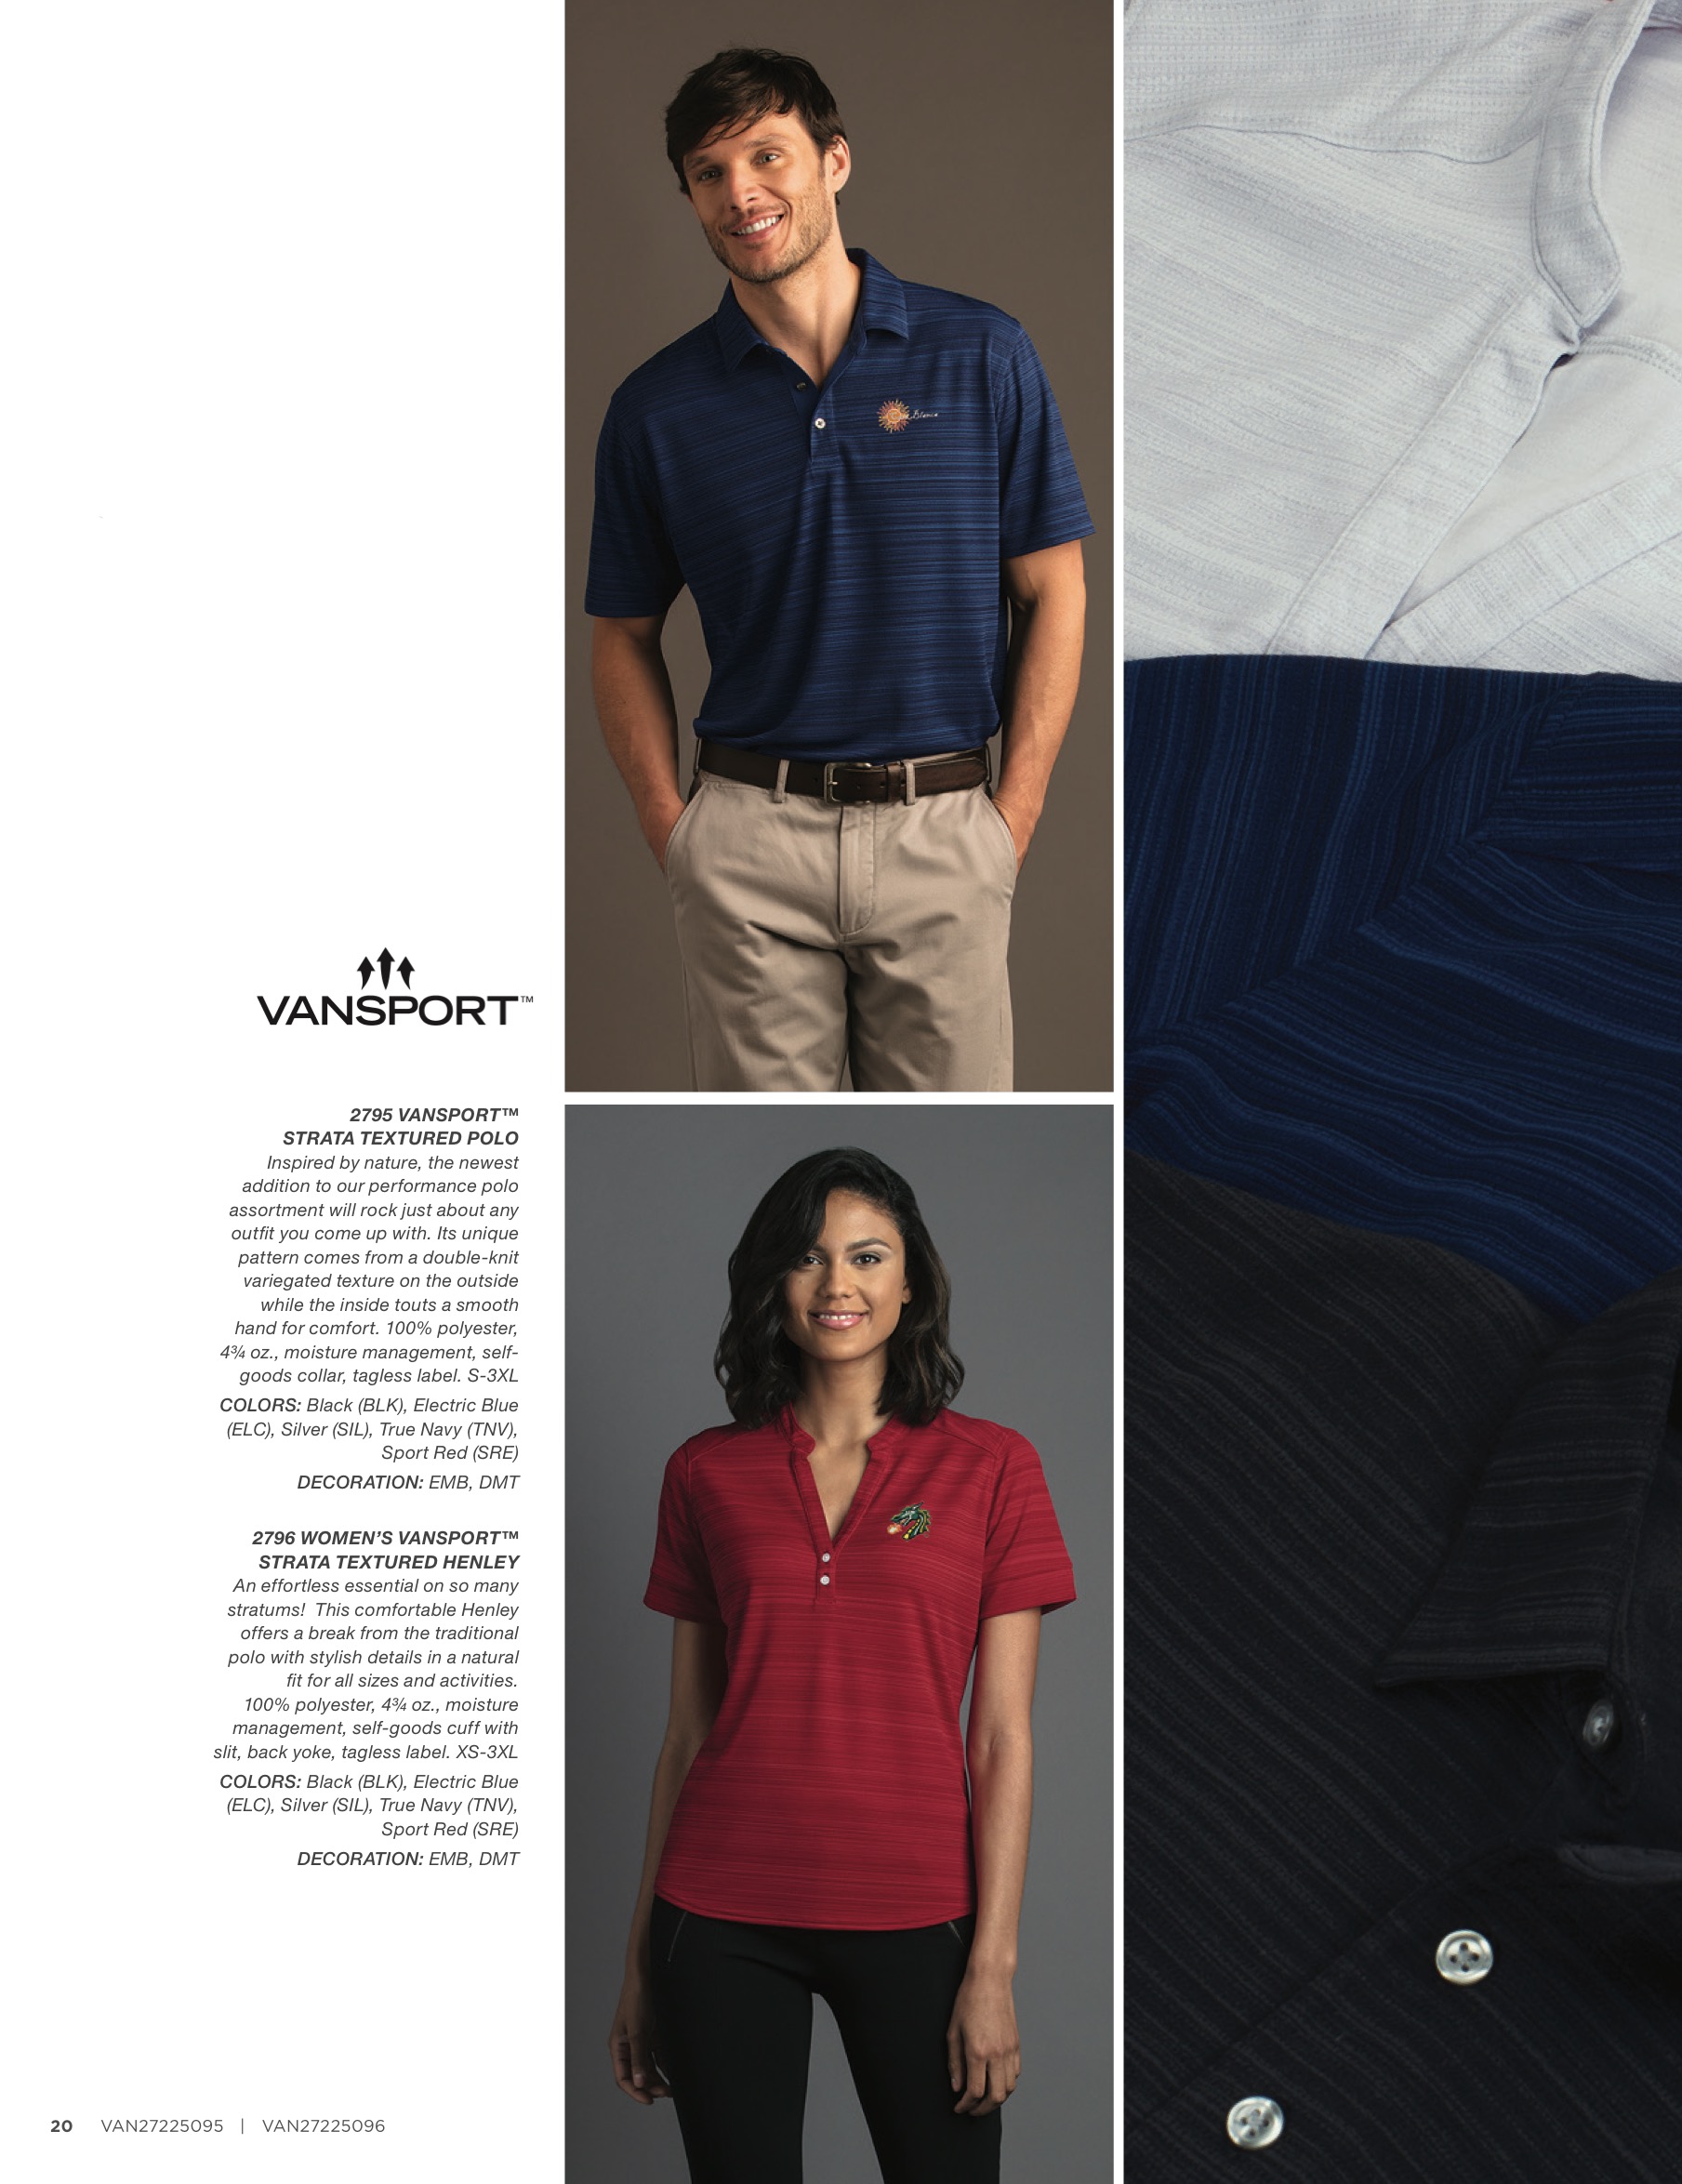 VANSPORT™
2795 VANSPORT™
STRATA TEXTURED POLO
Inspired by nature, the newest
addition to our performance polo
assortment will rock just about any
outfit you come up with. Its unique
pattern comes from a double-knit
variegated texture on the outside
while the inside touts a smooth
hand for comfort. 100% polyester,
4¾ oz., moisture management, self-
goods collar, tagless label. S-3XL
COLORS: Black (BLK), Electric Blue
(ELC), Silver (SIL), True Navy (TNV),
Sport Red (SRE)
DECORATION: EMB, DMT
2796 WOMEN’S VANSPORT™
STRATA TEXTURED HENLEY
An effortless essential on so many
stratums!  This comfortable Henley
offers a break from the traditional
polo with stylish details in a natural
fit for all sizes and activities.
100% polyester, 4¾ oz., moisture
management, self-goods cuff with
slit, back yoke, tagless label. XS-3XL
COLORS: Black (BLK), Electric Blue
(ELC), Silver (SIL), True Navy (TNV),
Sport Red (SRE)
DECORATION: EMB, DMT
20 VAN27225095 | VAN27225096